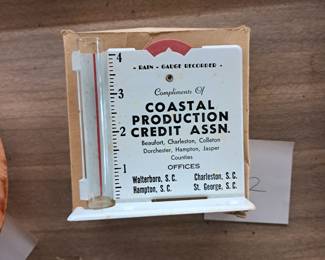 - RAIN - GAUGE RECORDER -
Compliments Of
COASTAL
PRODUCTION
CREDIT ASSN.
Beaufort, Charleston, Colleton
Dorchester, Hampton, Jasper
Counties
OFFICES
Walterboro, S. C. Charleston, S. C.
Hampton, S. C. St. George, S. C.
4
3
2
1
2